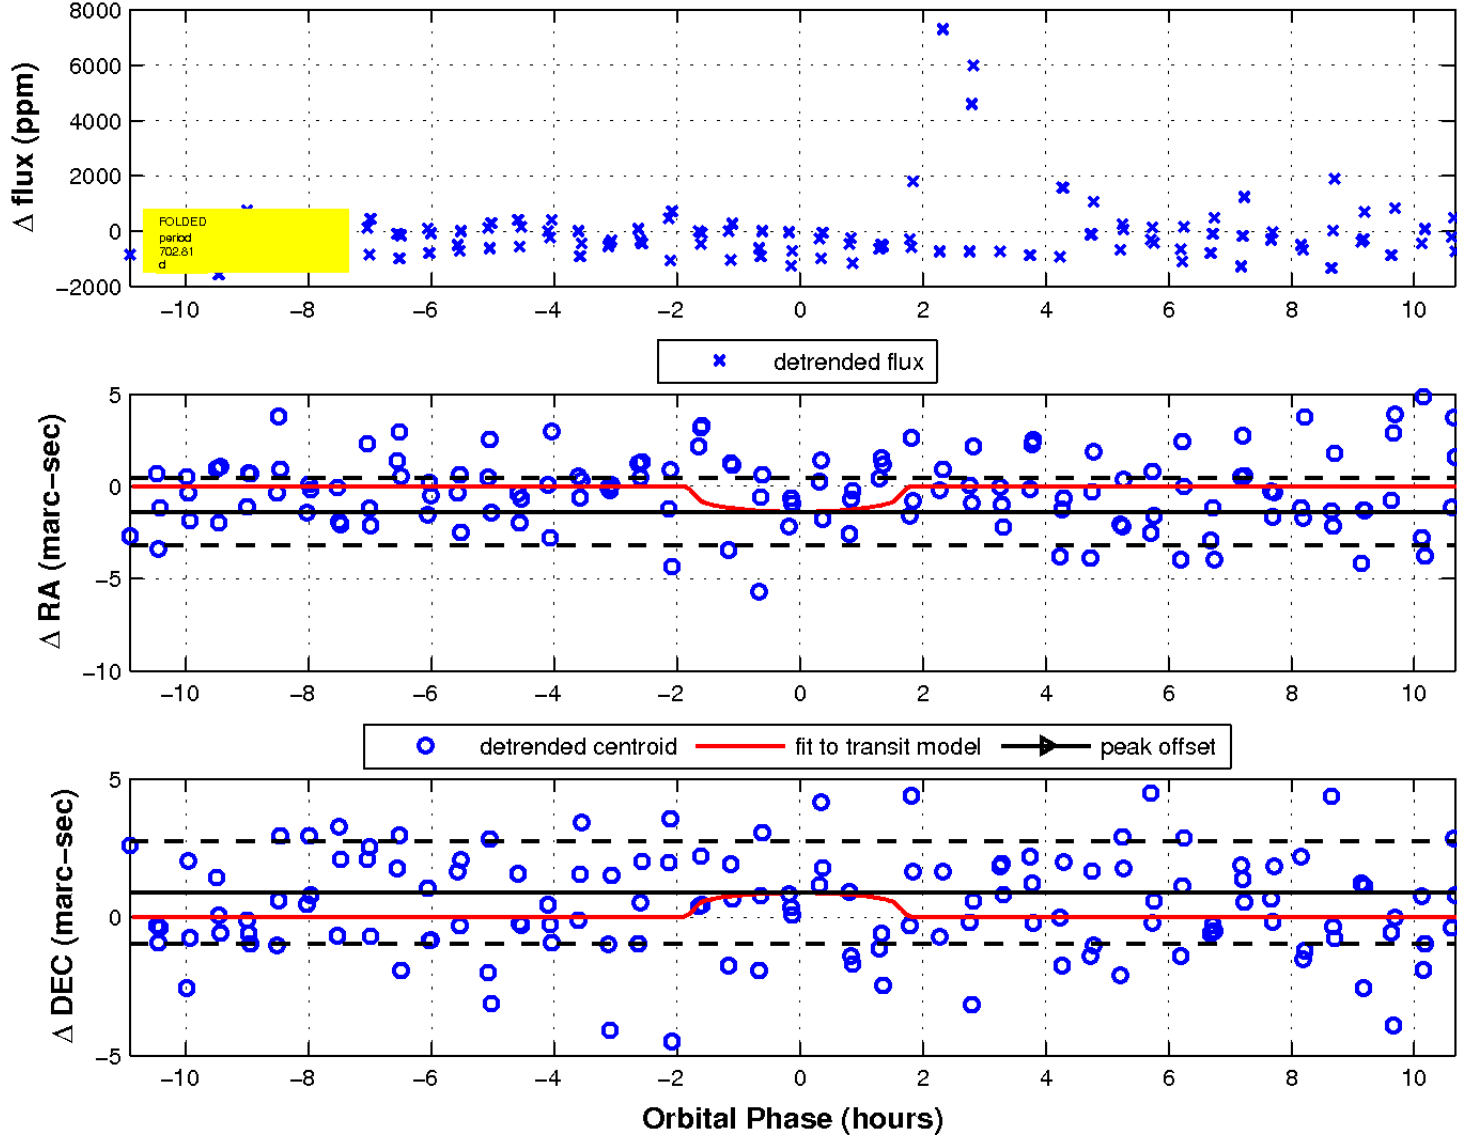 8000
6000
4000
2000
0
−2000
Δ flux (ppm)
FOLDED
period
702.81
d
−10 −8 −6 −4 −2 0 2 4 6 8 10
detrended flux
5
0
−5
−10
Δ RA (marc−sec)
−10 −8 −6 −4 −2 0 2 4 6 8 10
detrended centroid fit to transit model peak offset
5
0
−5
Δ DEC (marc−sec)
−10 −8 −6 −4 −2 0 2 4 6 8 10
Orbital Phase (hours)